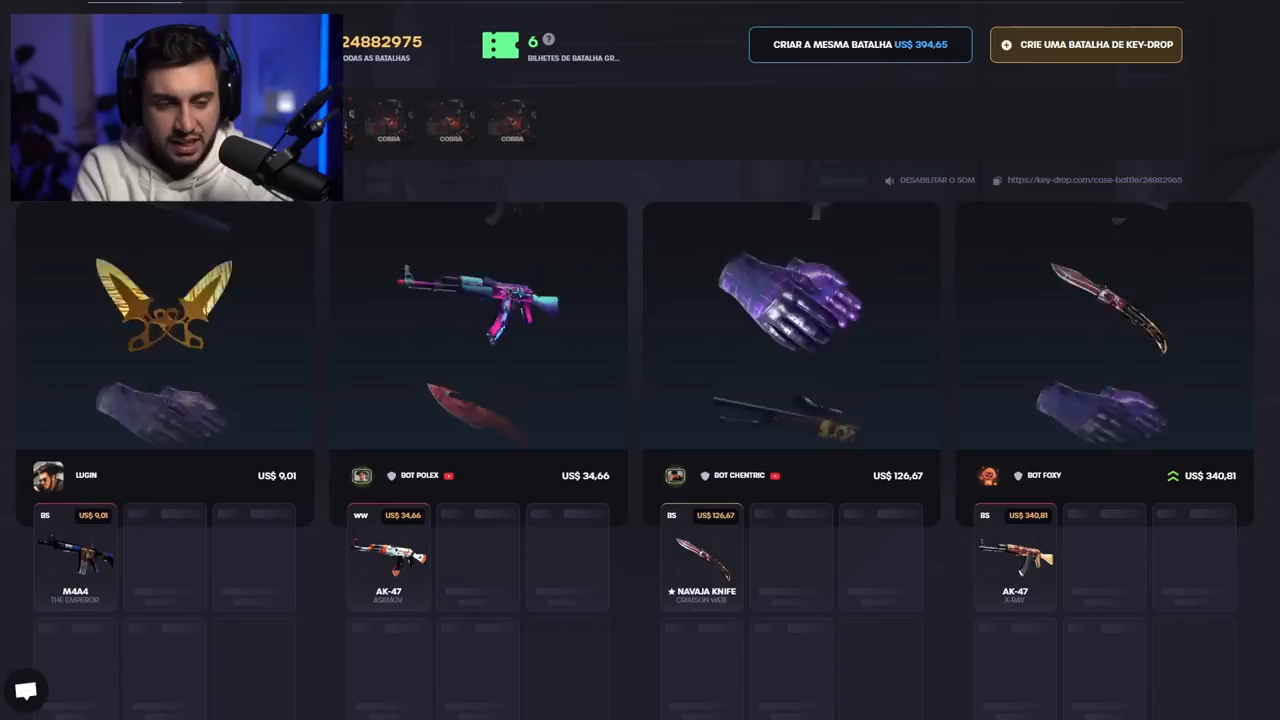 24882975
ODAS AS BATALHAS
6
BILHETES DE BATALHA GR...
CRIAR A MESMA BATALHA US$ 394,65
CRIE UMA BATALHA DE KEY-DROP
COBRA
COBRA
COBRA
DESABILITAR O SOM
https://key-drop.com/case-battle/24882965
LUGIN
US$ 9,01
BOT POLEX
US$ 34,66
BOT CHENTRIC
US$ 126,67
BOT FOXY
US$ 340,81
BS
US$ 9,01
M4A4
THE EMPEROR
WW
US$ 34,66
AK-47
ASIIMOV
BS
US$ 126,67
★ NAVAJA KNIFE
CRIMSON WEB
BS
US$ 340,81
AK-47
X-RAY